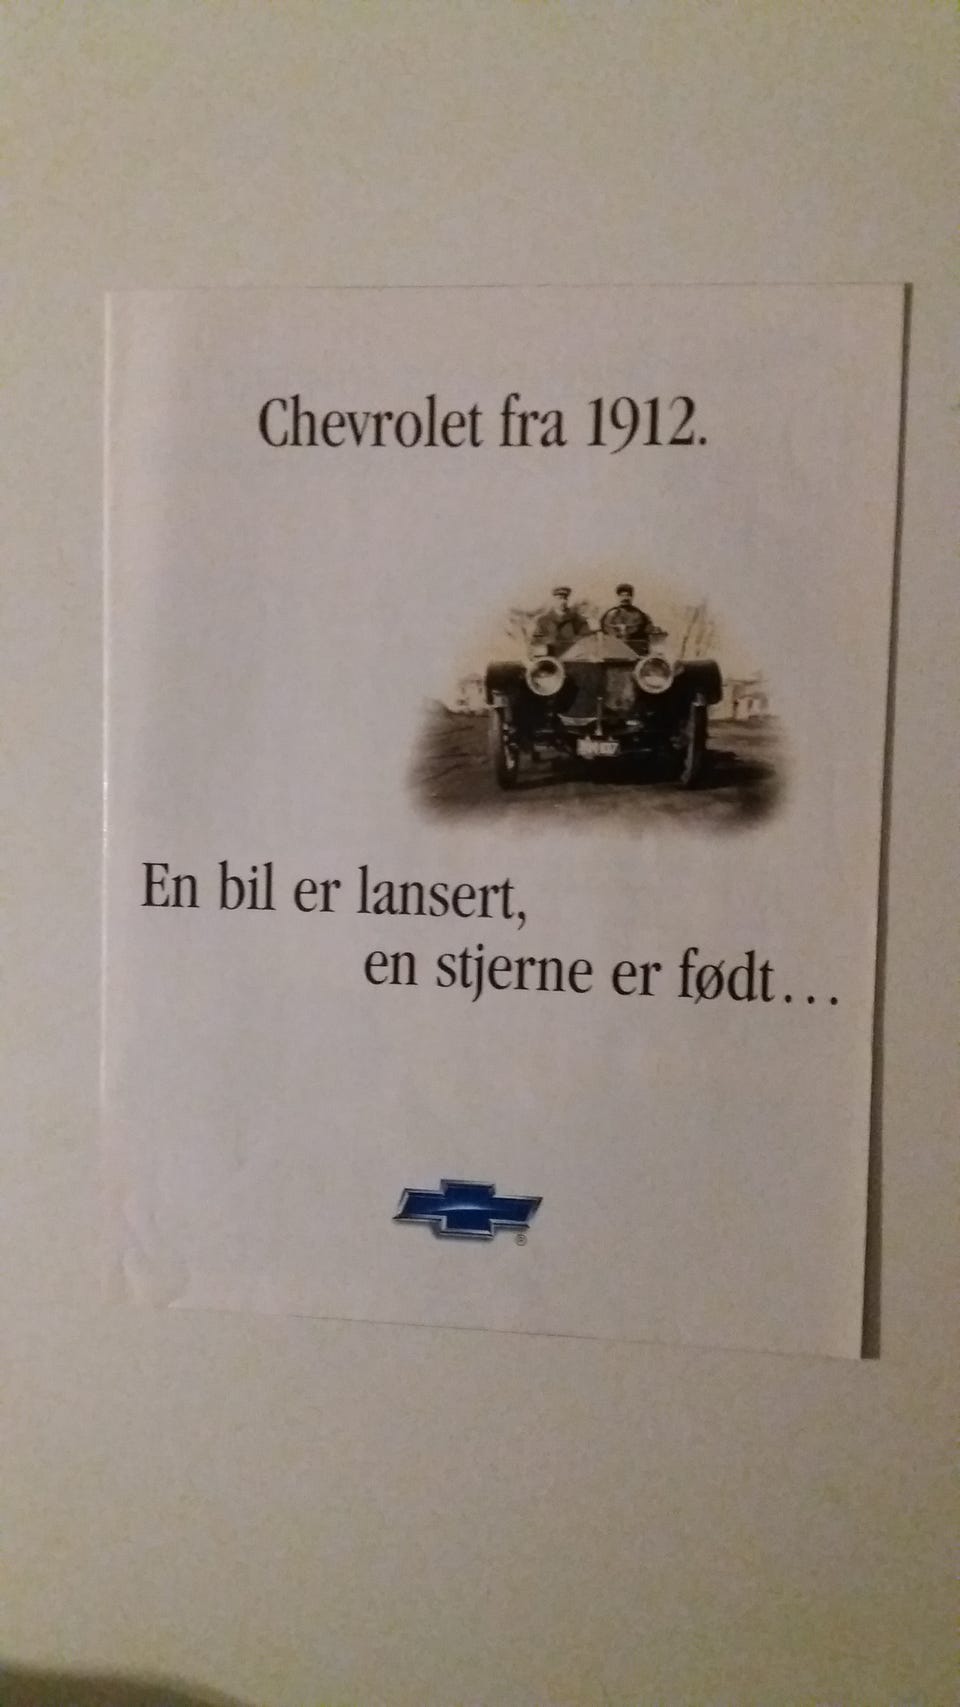 Chevrolet fra 1912.
En bil er lansert,
en stjerne er født...
®